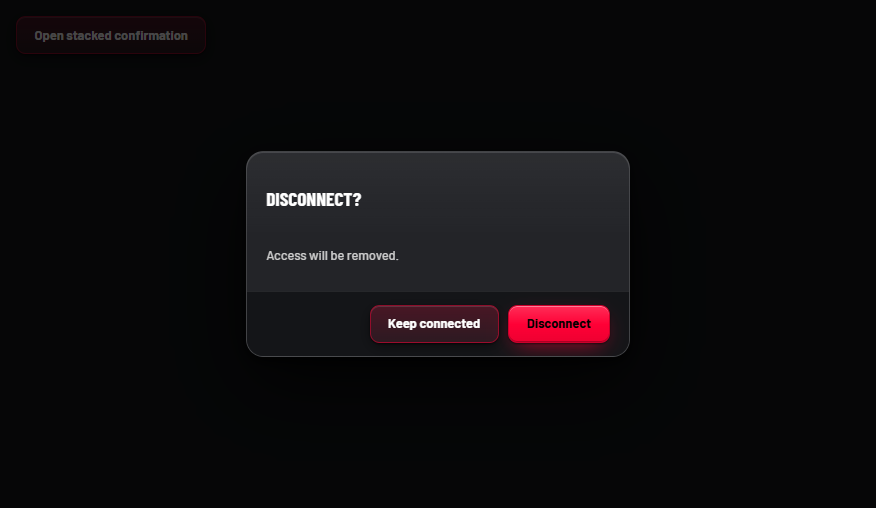 Open stacked confirmation
DISCONNECT?
Access will be removed.
Keep connected
Disconnect